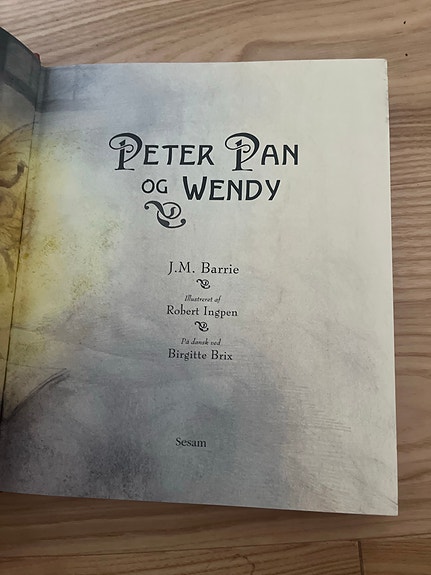 Peter Pan
og Wendy
J.M. Barrie
Illustreret af
Robert Ingpen
På dansk ved
Birgitte Brix
Sesam